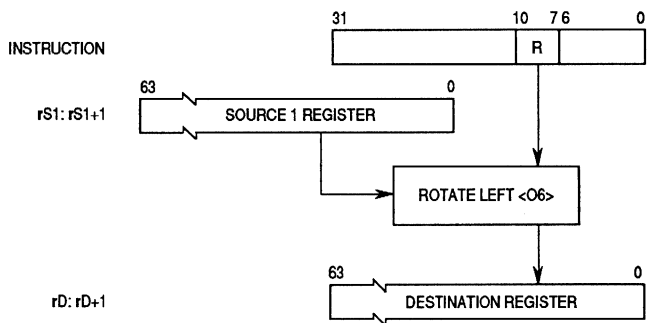 31 10 7 6 0
INSTRUCTION R
63 0
rS1: rS1+1 SOURCE 1 REGISTER
ROTATE LEFT <O6>
63 0
rD: rD+1 DESTINATION REGISTER